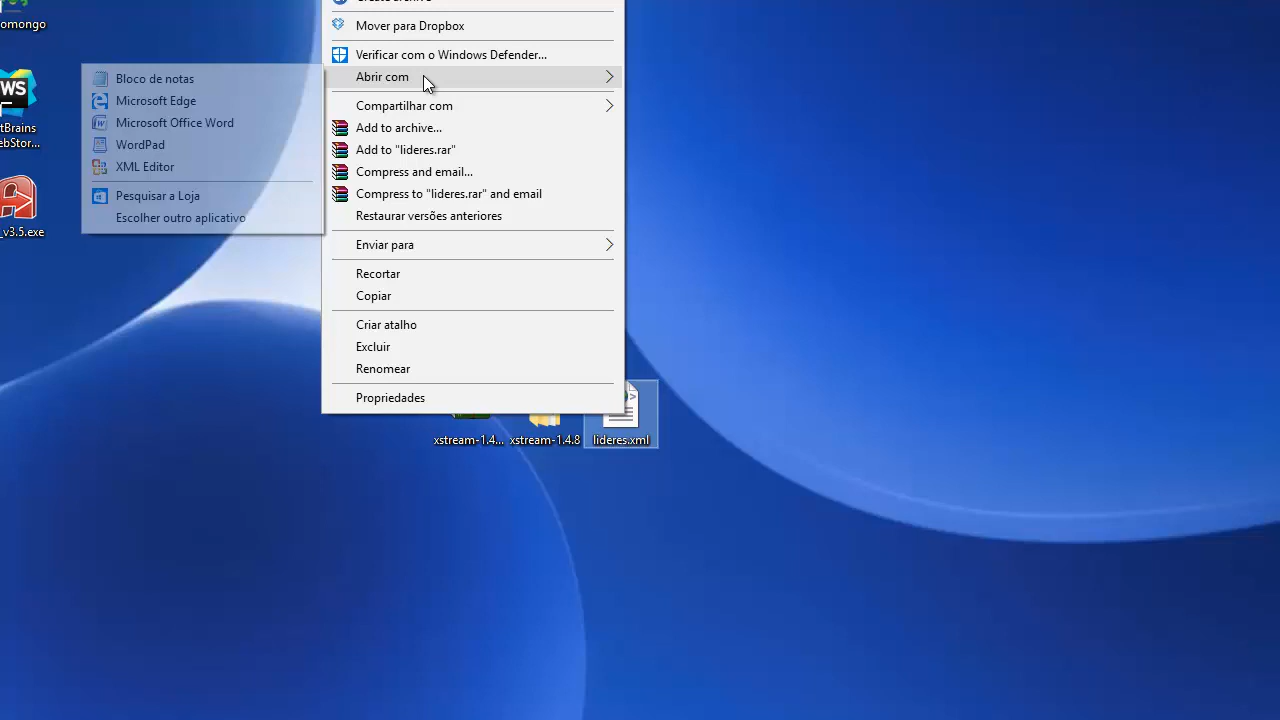 omongo
WS
tBrains
ebStor...
_v3.5.exe
Mover para Dropbox
Verificar com o Windows Defender...
Abrir com
Compartilhar com
Add to archive...
Add to "lideres.rar"
Compress and email...
Compress to "lideres.rar" and email
Restaurar versões anteriores
Enviar para
Recortar
Copiar
Criar atalho
Excluir
Renomear
Propriedades
Bloco de notas
Microsoft Edge
Microsoft Office Word
WordPad
XML Editor
Pesquisar a Loja
Escolher outro aplicativo
xstream-1.4...
xstream-1.4.8
lideres.xml